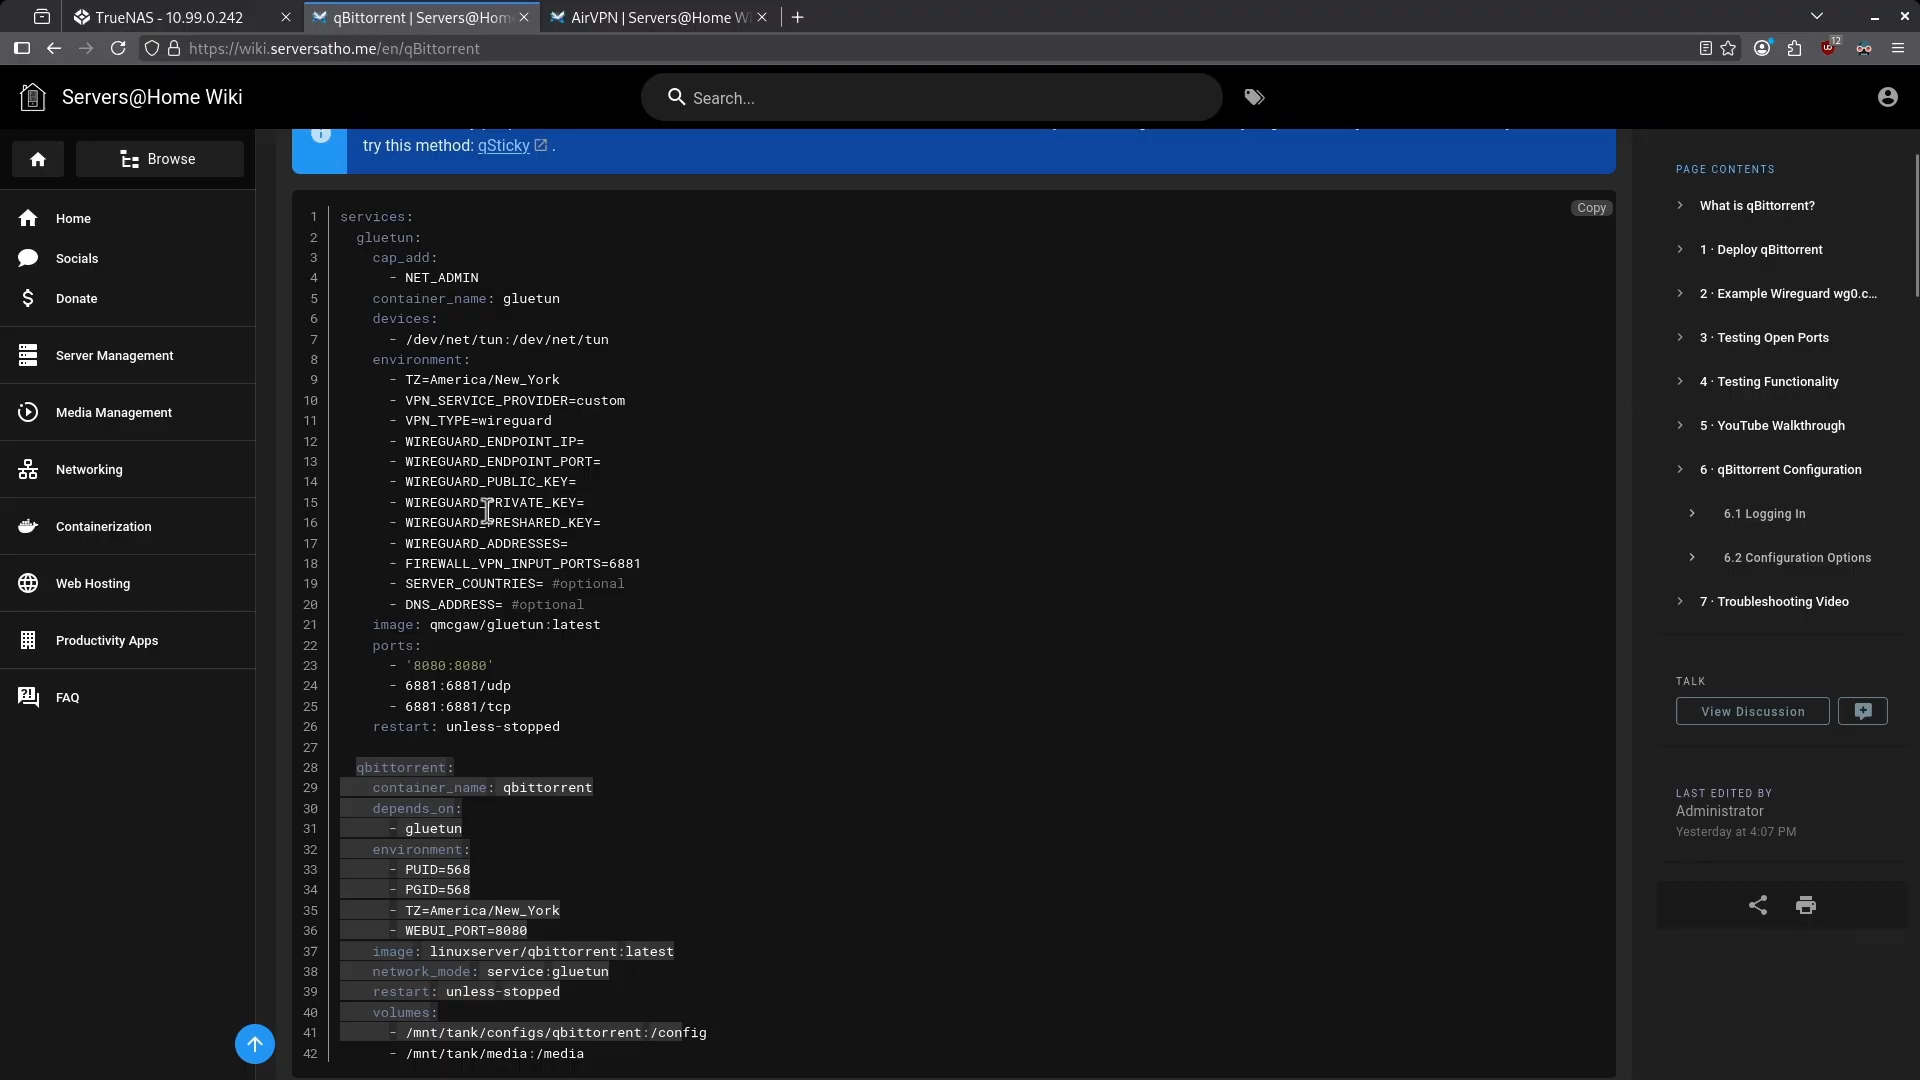 TrueNAS - 10.99.0.242
qBittorrent | Servers@Hom
AirVPN | Servers@Home W
https://wiki.serversatho.me/en/qBittorrent
12
Servers@Home Wiki
Search...
Browse
Home
Socials
Donate
Server Management
Media Management
Networking
Containerization
Web Hosting
Productivity Apps
FAQ
try this method: qSticky .
Copy
1 services:
2 gluetun:
3 cap_add:
4 - NET_ADMIN
5 container_name: gluetun
6 devices:
7 - /dev/net/tun:/dev/net/tun
8 environment:
9 - TZ=America/New_York
10 - VPN_SERVICE_PROVIDER=custom
11 - VPN_TYPE=wireguard
12 - WIREGUARD_ENDPOINT_IP=
13 - WIREGUARD_ENDPOINT_PORT=
14 - WIREGUARD_PUBLIC_KEY=
15 - WIREGUARD_PRIVATE_KEY=
16 - WIREGUARD_PRESHARED_KEY=
17 - WIREGUARD_ADDRESSES=
18 - FIREWALL_VPN_INPUT_PORTS=6881
19 - SERVER_COUNTRIES= #optional
20 - DNS_ADDRESS= #optional
21 image: qmcgaw/gluetun:latest
22 ports:
23 - '8080:8080'
24 - 6881:6881/udp
25 - 6881:6881/tcp
26 restart: unless-stopped
27
28 qbittorrent:
29 container_name: qbittorrent
30 depends_on:
31 - gluetun
32 environment:
33 - PUID=568
34 - PGID=568
35 - TZ=America/New_York
36 - WEBUI_PORT=8080
37 image: linuxserver/qbittorrent:latest
38 network_mode: service:gluetun
39 restart: unless-stopped
40 volumes:
41 - /mnt/tank/configs/qbittorrent:/config
42 - /mnt/tank/media:/media
PAGE CONTENTS
What is qBittorrent?
1 · Deploy qBittorrent
2 · Example Wireguard wg0.c...
3 · Testing Open Ports
4 · Testing Functionality
5 · YouTube Walkthrough
6 · qBittorrent Configuration
6.1 Logging In
6.2 Configuration Options
7 · Troubleshooting Video
TALK
View Discussion
LAST EDITED BY
Administrator
Yesterday at 4:07 PM